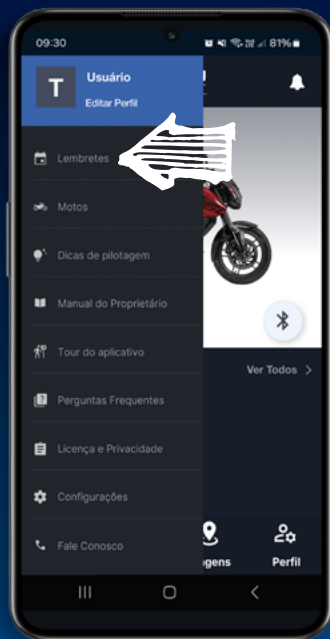 09:30
81%
T
Usuário
Editar Perfil
Lembretes
Motos
Dicas de pilotagem
Manual do Proprietário
Tour do aplicativo
Ver Todos >
Perguntas Frequentes
Licença e Privacidade
Configurações
Fale Conosco
gens
Perfil